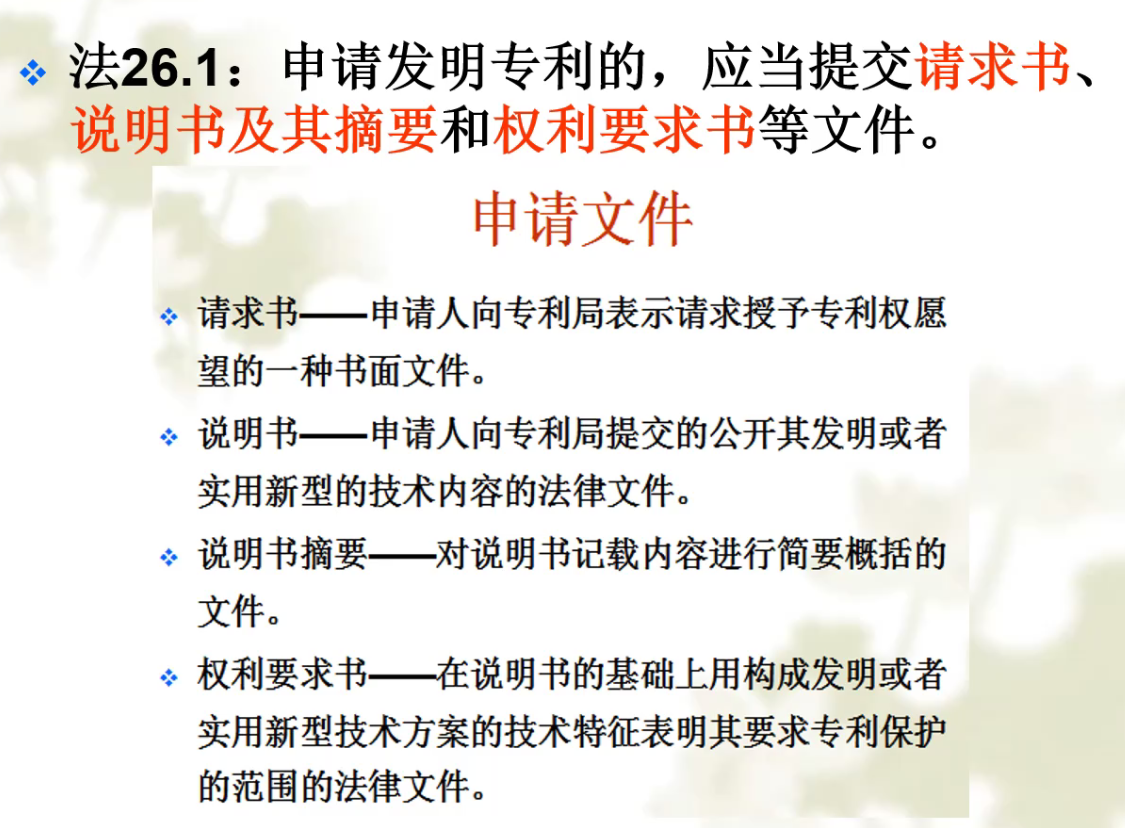 法26.1：申请发明专利的，应当提交请求书、
说明书及其摘要和权利要求书等文件。
申请文件
请求书——申请人向专利局表示请求授予专利权愿
望的一种书面文件。
说明书——申请人向专利局提交的公开其发明或者
实用新型的技术内容的法律文件。
说明书摘要——对说明书记载内容进行简要概括的
文件。
权利要求书——在说明书的基础上用构成发明或者
实用新型技术方案的技术特征表明其要求专利保护
的范围的法律文件。